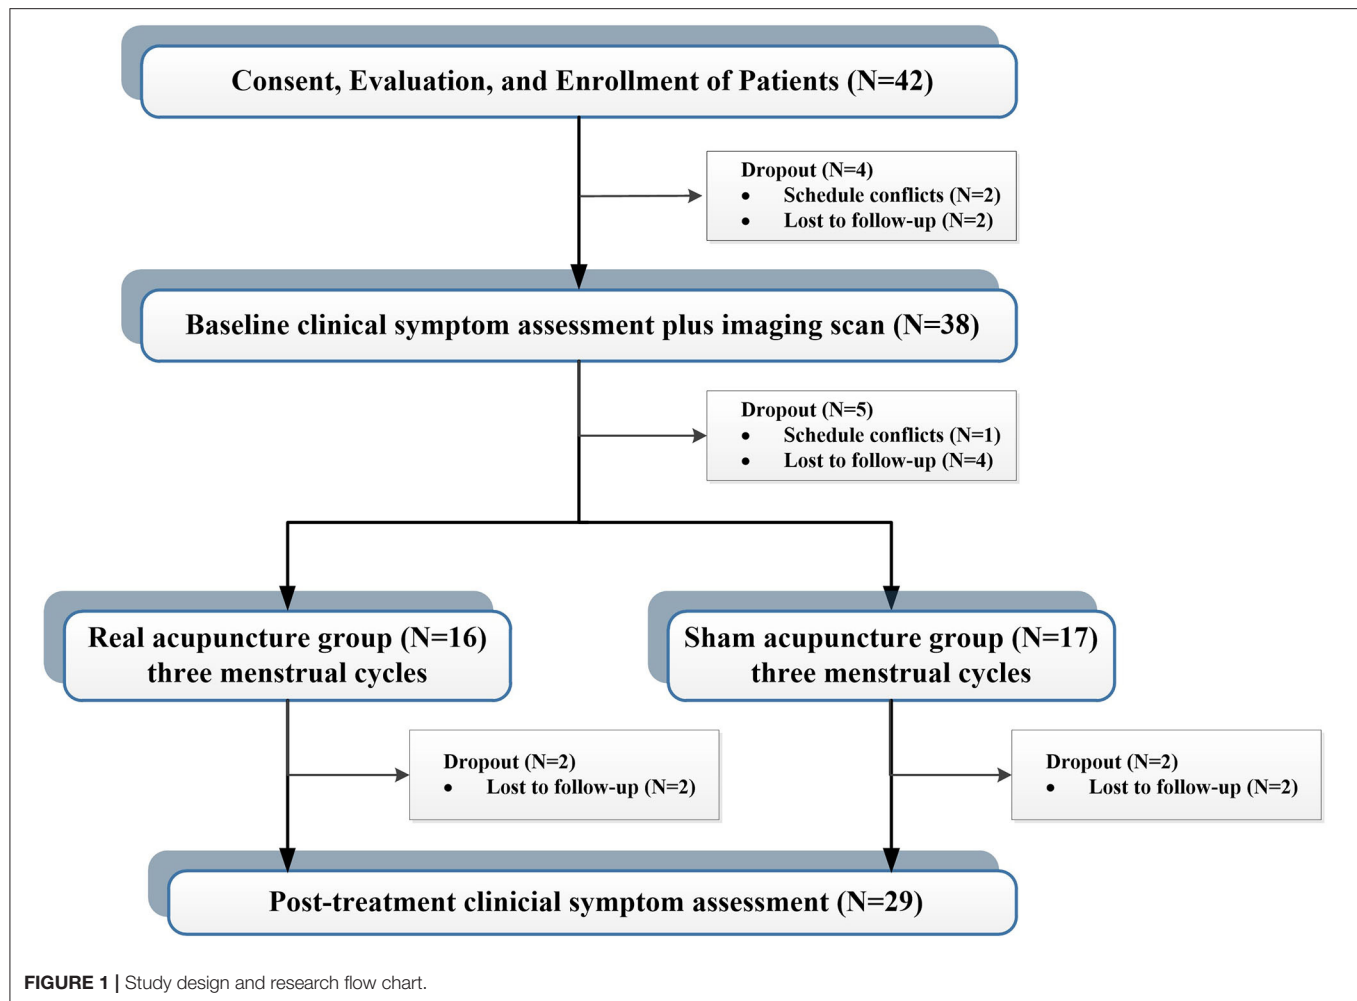 Consent, Evaluation, and Enrollment of Patients (N=42)
Dropout (N=4)
• Schedule conflicts (N=2)
• Lost to follow-up (N=2)
Baseline clinical symptom assessment plus imaging scan (N=38)
Dropout (N=5)
• Schedule conflicts (N=1)
• Lost to follow-up (N=4)
Real acupuncture group (N=16)
three menstrual cycles
Sham acupuncture group (N=17)
three menstrual cycles
Dropout (N=2)
• Lost to follow-up (N=2)
Dropout (N=2)
• Lost to follow-up (N=2)
Post-treatment clinicial symptom assessment (N=29)
FIGURE 1 | Study design and research flow chart.